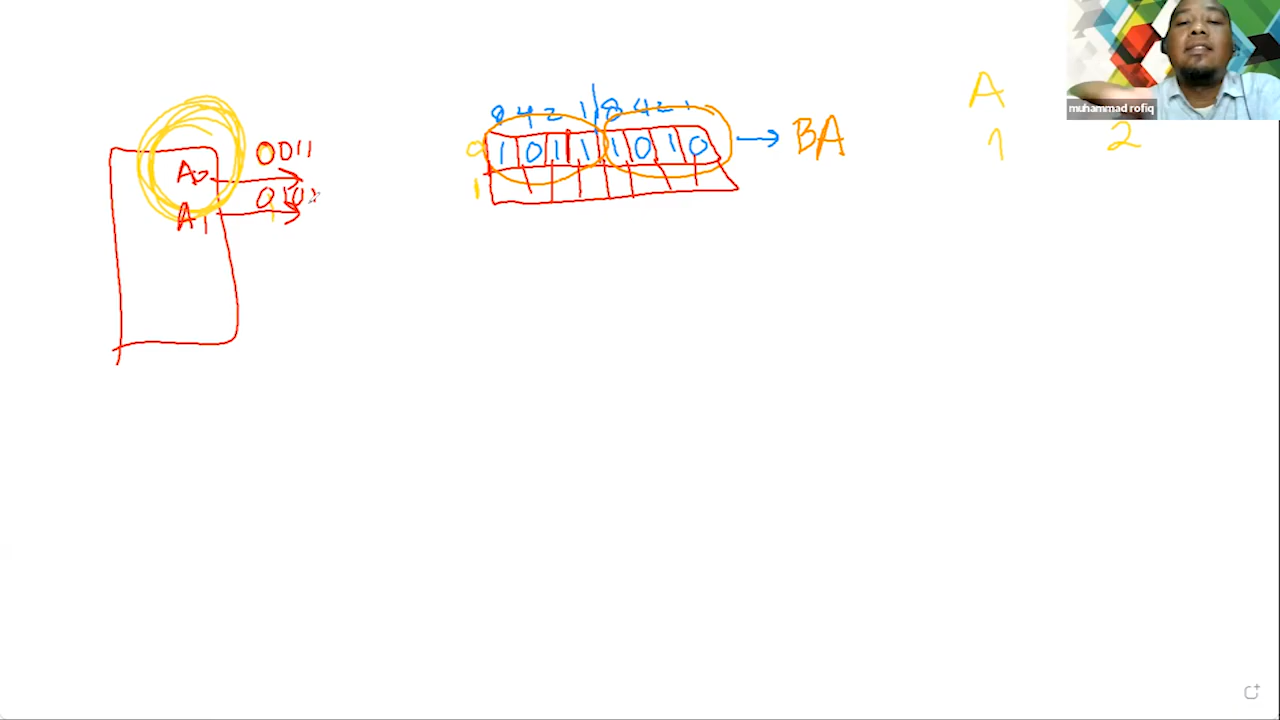 A
muhammad rofiq
8 4 2 1 8 4 2 1
0 1 0 1 1 1 0 1 0 → BA
1 2
0011
A0
1
A1